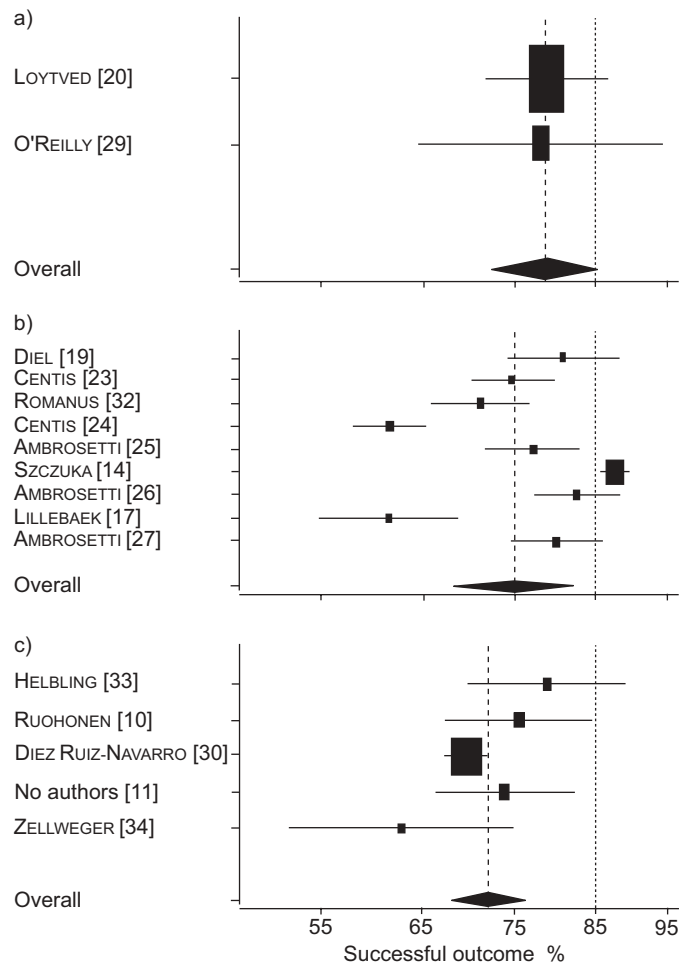 a)
LOYTVED [20]
O'REILLY [29]
Overall
b)
DIEL [19]
CENTIS [23]
ROMANUS [32]
CENTIS [24]
AMBROSETTI [25]
SZCZUKA [14]
AMBROSETTI [26]
LILLEBAEK [17]
AMBROSETTI [27]
Overall
c)
HELBLING [33]
RUOHONEN [10]
DIEZ RUIZ-NAVARRO [30]
No authors [11]
ZELLWEGER [34]
Overall
55 65 75 85 95
Successful outcome %